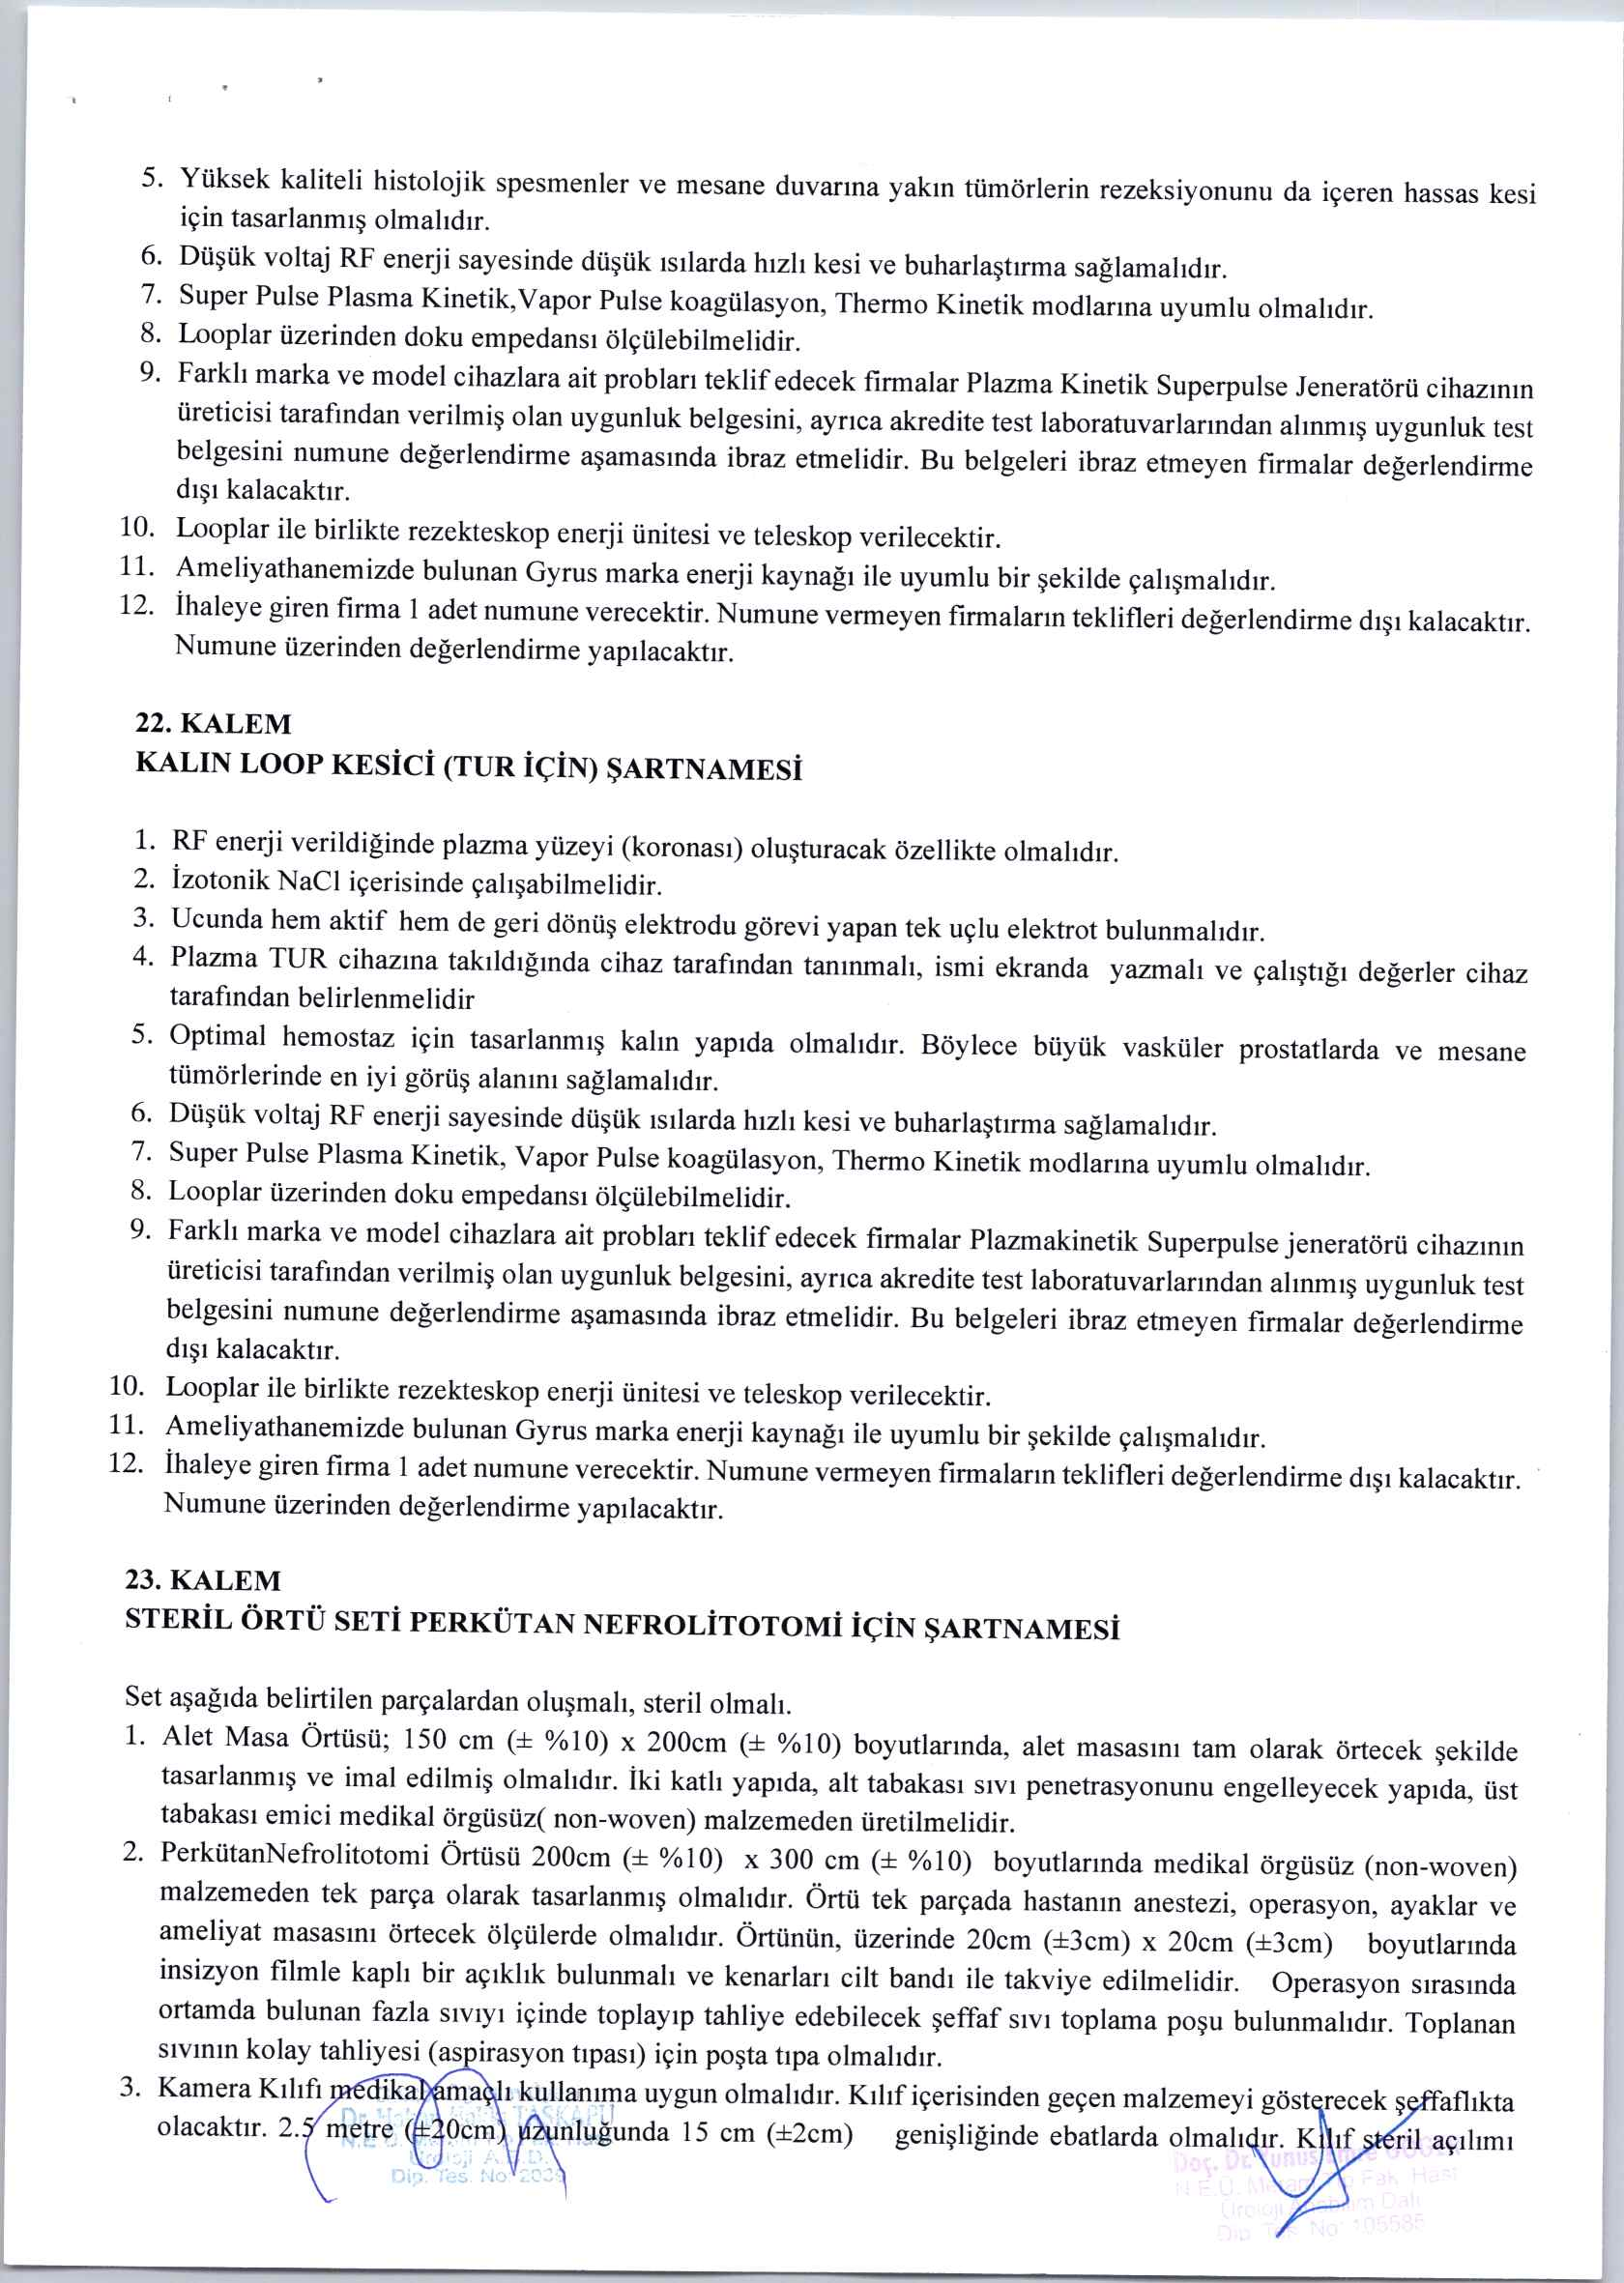 5. Yüksek kaliteli histolojik spesmenler ve mesane duvarına yakın tümörlerin rezeksiyonunu da içeren hassas kesi
için tasarlanmış olmalıdır.
6. Düşük voltaj RF enerji sayesinde düşük ısılarda hızlı kesi ve buharlaştırma sağlamalıdır.
7. Super Pulse Plasma Kinetik,Vapor Pulse koagülasyon, Thermo Kinetik modlarına uyumlu olmalıdır.
8. Looplar üzerinden doku empedansı ölçülebilmelidir.
9. Farklı marka ve model cihazlara ait probları teklif edecek firmalar Plazma Kinetik Superpulse Jeneratörü cihazının
üreticisi tarafından verilmiş olan uygunluk belgesini, ayrıca akredite test laboratuvarlarından alınmış uygunluk test
belgesini numune değerlendirme aşamasında ibraz etmelidir. Bu belgeleri ibraz etmeyen firmalar değerlendirme
dışı kalacaktır.
10. Looplar ile birlikte rezekteskop enerji ünitesi ve teleskop verilecektir.
11. Ameliyathanemizde bulunan Gyrus marka enerji kaynağı ile uyumlu bir şekilde çalışmalıdır.
12. İhaleye giren firma 1 adet numune verecektir. Numune vermeyen firmaların teklifleri değerlendirme dışı kalacaktır.
Numune üzerinden değerlendirme yapılacaktır.
22. KALEM
KALIN LOOP KESİCİ (TUR İÇİN) ŞARTNAMESİ
1. RF enerji verildiğinde plazma yüzeyi (koronası) oluşturacak özellikte olmalıdır.
2. İzotonik NaCl içerisinde çalışabilmelidir.
3. Ucunda hem aktif hem de geri dönüş elektrodu görevi yapan tek uçlu elektrot bulunmalıdır.
4. Plazma TUR cihazına takıldığında cihaz tarafından tanınmalı, ismi ekranda yazmalı ve çalıştığı değerler cihaz
tarafından belirlenmelidir
5. Optimal hemostaz için tasarlanmış kalın yapıda olmalıdır. Böylece büyük vasküler prostatlarda ve mesane
tümörlerinde en iyi görüş alanını sağlamalıdır.
6. Düşük voltaj RF enerji sayesinde düşük ısılarda hızlı kesi ve buharlaştırma sağlamalıdır.
7. Super Pulse Plasma Kinetik, Vapor Pulse koagülasyon, Thermo Kinetik modlarına uyumlu olmalıdır.
8. Looplar üzerinden doku empedansı ölçülebilmelidir.
9. Farklı marka ve model cihazlara ait probları teklif edecek firmalar Plazmakinetik Superpulse jeneratörü cihazının
üreticisi tarafından verilmiş olan uygunluk belgesini, ayrıca akredite test laboratuvarlarından alınmış uygunluk test
belgesini numune değerlendirme aşamasında ibraz etmelidir. Bu belgeleri ibraz etmeyen firmalar değerlendirme
dışı kalacaktır.
10. Looplar ile birlikte rezekteskop enerji ünitesi ve teleskop verilecektir.
11. Ameliyathanemizde bulunan Gyrus marka enerji kaynağı ile uyumlu bir şekilde çalışmalıdır.
12. İhaleye giren firma 1 adet numune verecektir. Numune vermeyen firmaların teklifleri değerlendirme dışı kalacaktır.
Numune üzerinden değerlendirme yapılacaktır.
23. KALEM
STERİL ÖRTÜ SETİ PERKÜTAN NEFROLİTOTOMİ İÇİN ŞARTNAMESİ
Set aşağıda belirtilen parçalardan oluşmalı, steril olmalı.
1. Alet Masa Örtüsü; 150 cm (± %10) x 200cm (± %10) boyutlarında, alet masasını tam olarak örtecek şekilde
tasarlanmış ve imal edilmiş olmalıdır. İki katlı yapıda, alt tabakası sıvı penetrasyonunu engelleyecek yapıda, üst
tabakası emici medikal örgüsüz( non-woven) malzemeden üretilmelidir.
2. PerkütanNefrolitotomi Örtüsü 200cm (± %10) x 300 cm (± %10) boyutlarında medikal örgüsüz (non-woven)
malzemeden tek parça olarak tasarlanmış olmalıdır. Örtü tek parçada hastanın anestezi, operasyon, ayaklar ve
ameliyat masasını örtecek ölçülerde olmalıdır. Örtünün, üzerinde 20cm (±3cm) x 20cm (±3cm) boyutlarında
insizyon filmle kaplı bir açıklık bulunmalı ve kenarları cilt bandı ile takviye edilmelidir. Operasyon sırasında
ortamda bulunan fazla sıvıyı içinde toplayıp tahliye edebilecek şeffaf sıvı toplama poşu bulunmalıdır. Toplanan
sıvının kolay tahliyesi (aspirasyon tıpası) için poşta tıpa olmalıdır.
3. Kamera Kılıfı medikal amaçlı kullanıma uygun olmalıdır. Kılıf içerisinden geçen malzemeyi gösterecek şeffaflıkta
olacaktır. 2.5 metre (±20cm) uzunluğunda 15 cm (±2cm) genişliğinde ebatlarda olmalıdır. Kılıf steril açılımı
TAŞKAPU
Üroloji A.B.D.
Dip. Tes. No
Doç. Dr. Yunus Emre
N.E.Ü. Meram Tıp Fak. Hast.
Üroloji Anabilim Dalı
Dip. Tes. No: 105585